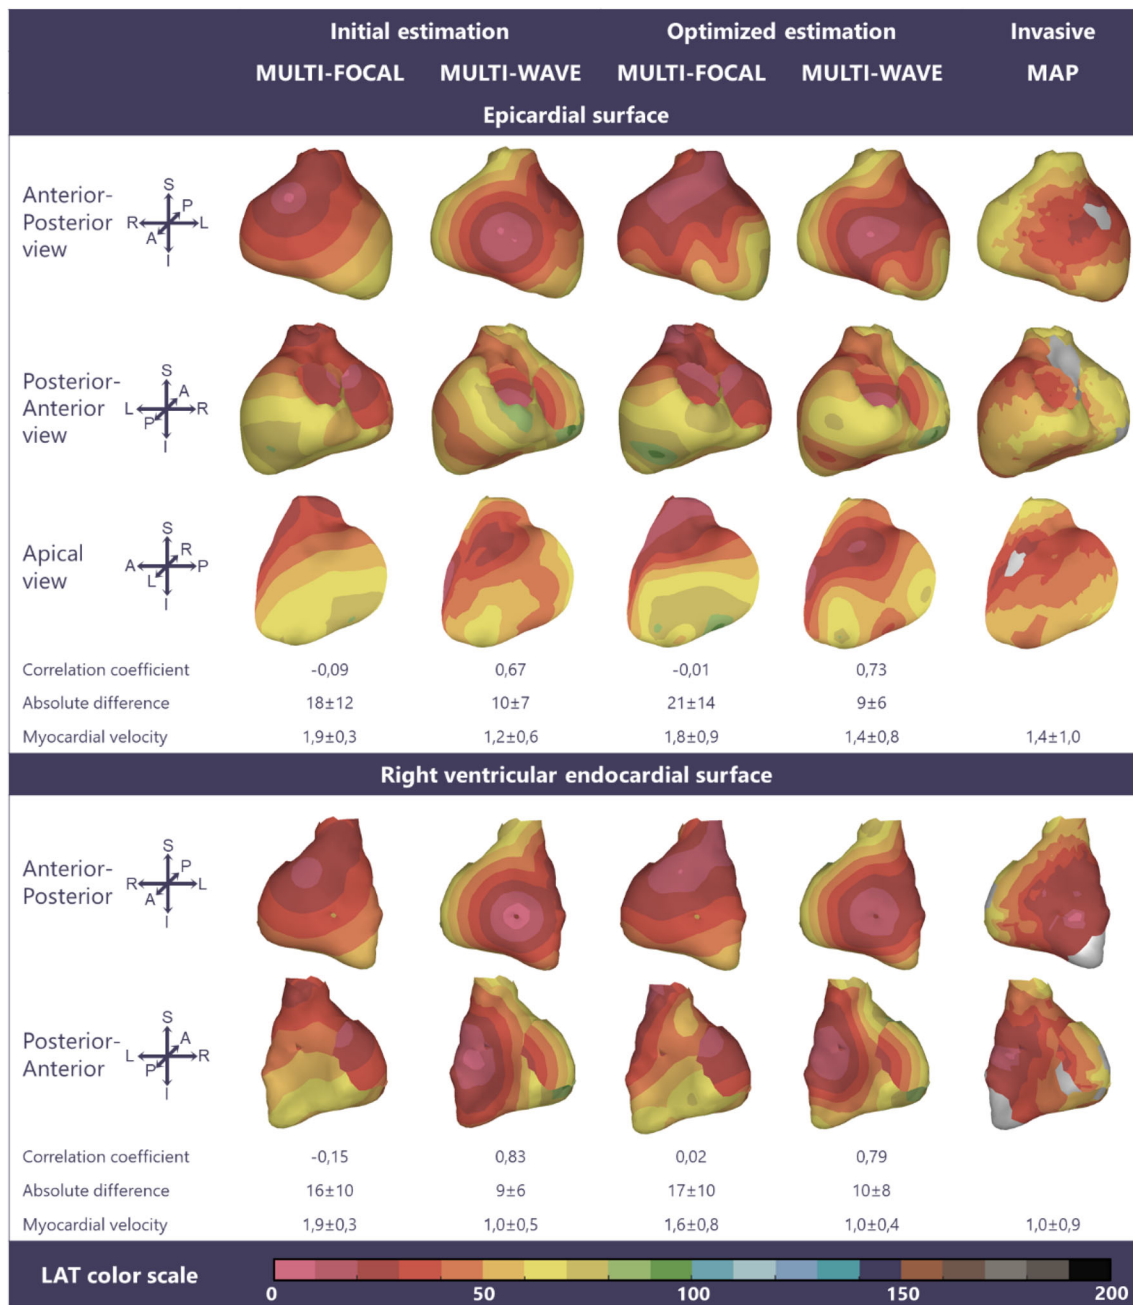 Initial estimation Optimized estimation Invasive
MULTI-FOCAL MULTI-WAVE MULTI-FOCAL MULTI-WAVE MAP
Epicardial surface
Anterior-
Posterior
view
S
P
R L
A
I
Posterior-
Anterior
view
S
A
L R
P
I
Apical
view
S
R
A P
L
I
Correlation coefficient -0,09 0,67 -0,01 0,73
Absolute difference 18±12 10±7 21±14 9±6
Myocardial velocity 1,9±0,3 1,2±0,6 1,8±0,9 1,4±0,8 1,4±1,0
Right ventricular endocardial surface
Anterior-
Posterior
S
P
R L
A
I
Posterior-
Anterior
S
A
L R
P
I
Correlation coefficient -0,15 0,83 0,02 0,79
Absolute difference 16±10 9±6 17±10 10±8
Myocardial velocity 1,9±0,3 1,0±0,5 1,6±0,8 1,0±0,4 1,0±0,9
LAT color scale
0 50 100 150 200